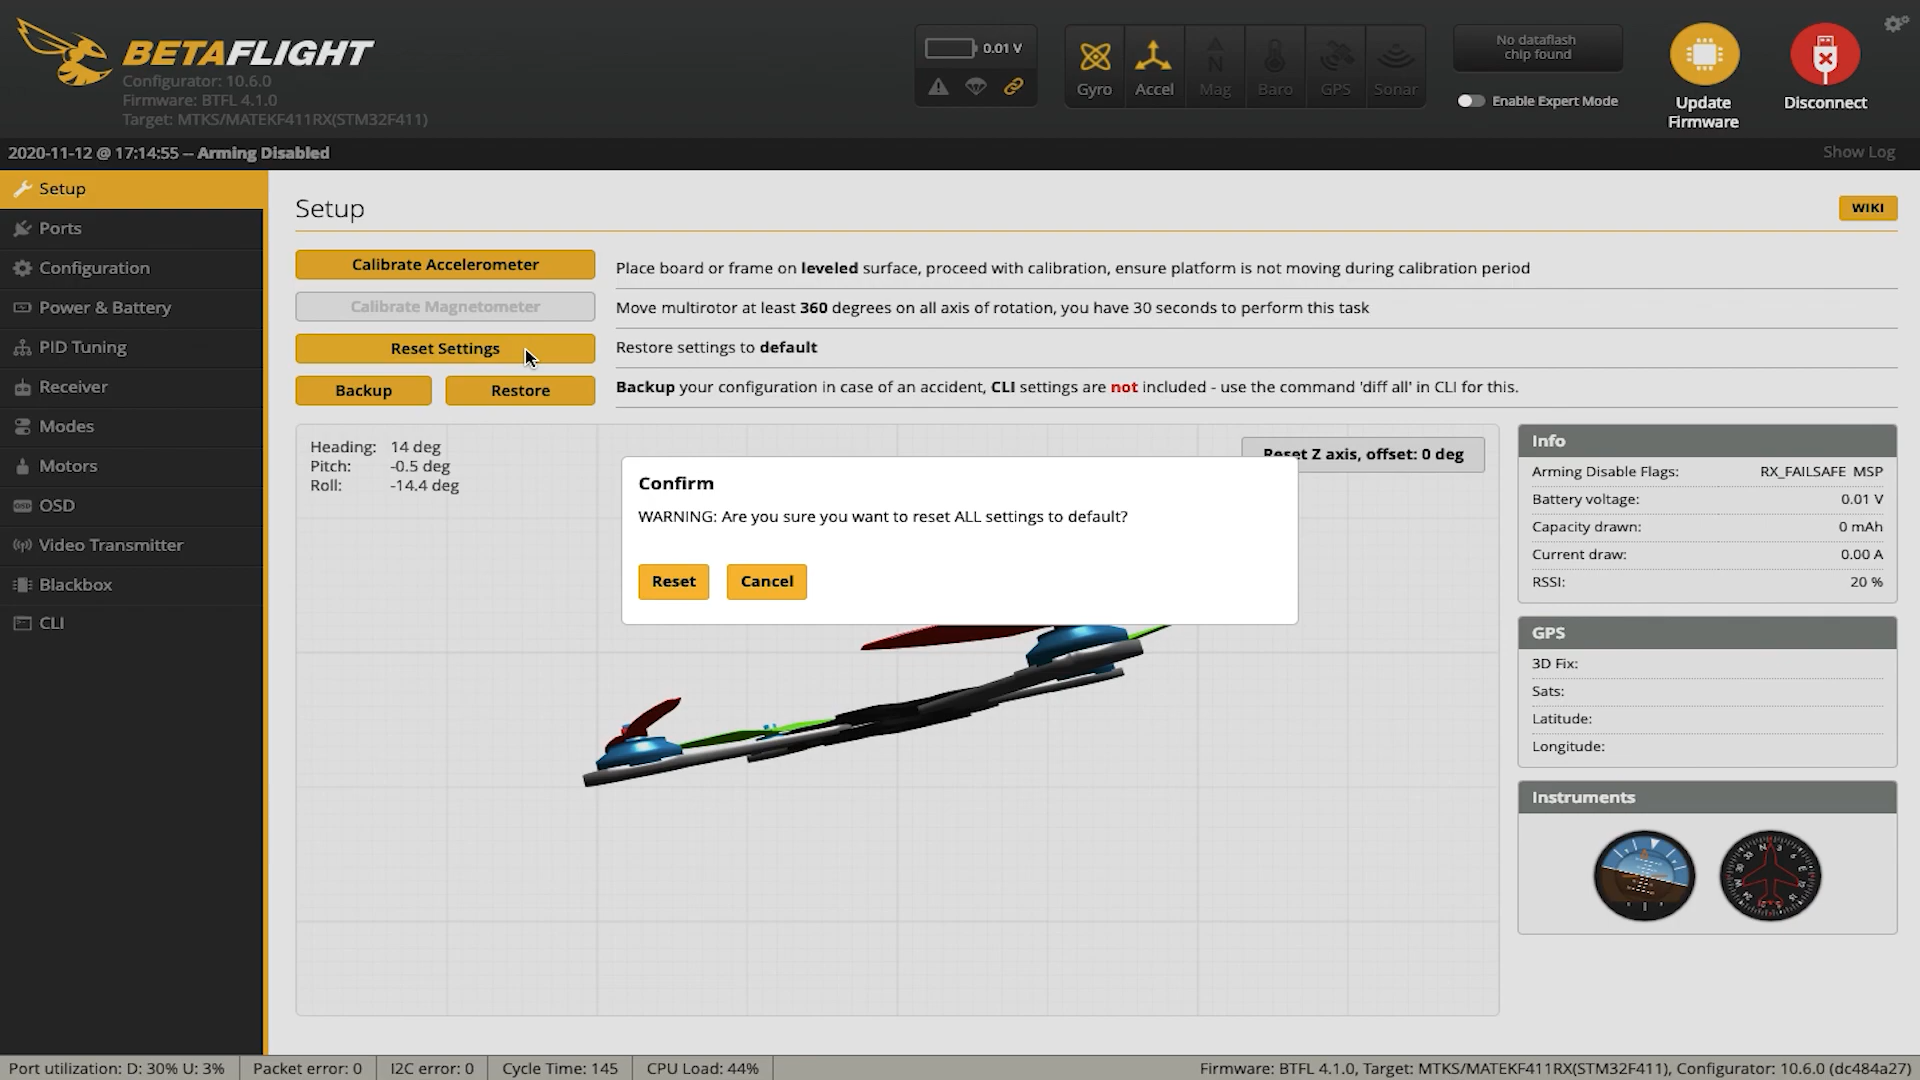 BETAFLIGHT
Configurator: 10.6.0
Firmware: BTFL 4.1.0
Target: MTKS/MATEKF411RX(STM32F411)
0.01 V
Gyro
Accel
Mag
Baro
GPS
Sonar
No dataflash
chip found
Enable Expert Mode
Update
Firmware
Disconnect
2020-11-12 @ 17:14:55 -- Arming Disabled
Show Log
Setup
Ports
Configuration
Power & Battery
PID Tuning
Receiver
Modes
Motors
OSD
Video Transmitter
Blackbox
CLI
Setup
WIKI
Calibrate Accelerometer
Place board or frame on leveled surface, proceed with calibration, ensure platform is not moving during calibration period
Calibrate Magnetometer
Move multirotor at least 360 degrees on all axis of rotation, you have 30 seconds to perform this task
Reset Settings
Restore settings to default
Backup
Restore
Backup your configuration in case of an accident, CLI settings are not included - use the command 'diff all' in CLI for this.
Heading: 14 deg
Pitch: -0.5 deg
Roll: -14.4 deg
Reset Z axis, offset: 0 deg
Confirm
WARNING: Are you sure you want to reset ALL settings to default?
Reset
Cancel
Info
Arming Disable Flags: RX_FAILSAFE MSP
Battery voltage: 0.01 V
Capacity drawn: 0 mAh
Current draw: 0.00 A
RSSI: 20 %
GPS
3D Fix:
Sats:
Latitude:
Longitude:
Instruments
Port utilization: D: 30% U: 3%
Packet error: 0
I2C error: 0
Cycle Time: 145
CPU Load: 44%
Firmware: BTFL 4.1.0, Target: MTKS/MATEKF411RX(STM32F411), Configurator: 10.6.0 (dc484a27)